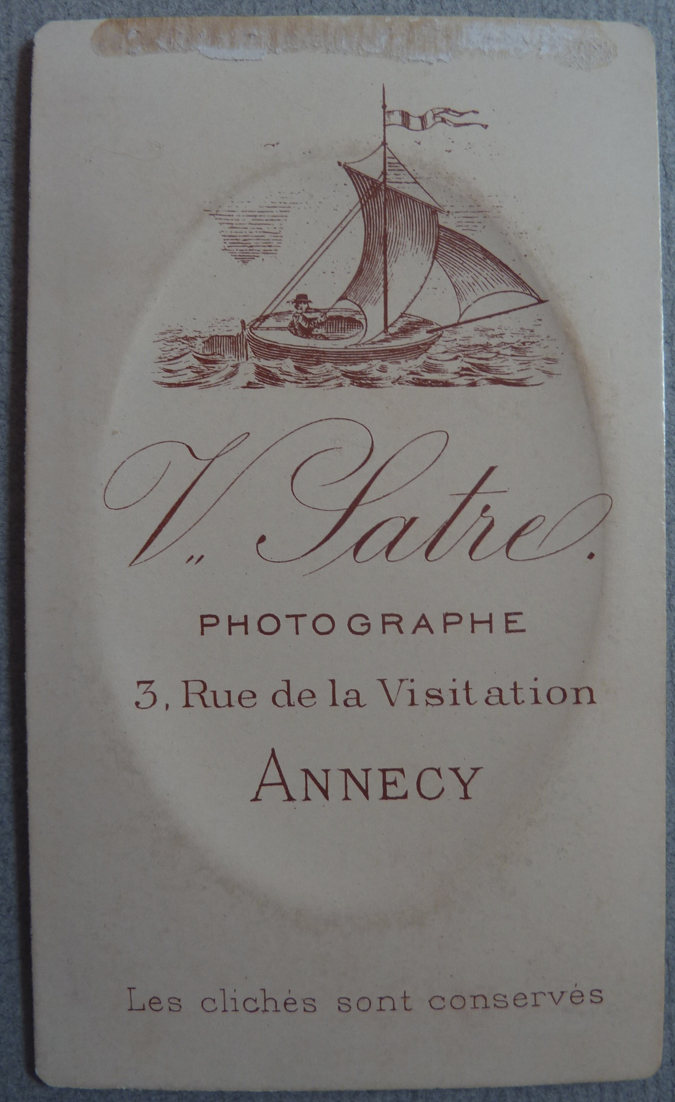 V. Satre.
PHOTOGRAPHE
3, Rue de la Visitation
ANNECY
Les clichés sont conservés